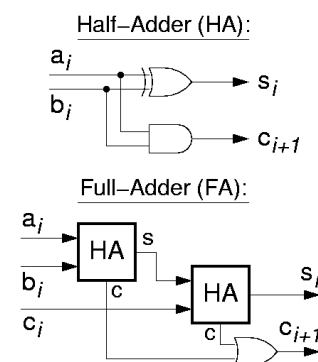 Half–Adder (HA):
a_i
b_i
s_i
c_{i+1}
Full–Adder (FA):
a_i
HA
s
b_i
c
HA
s_i
c_i
c
c_{i+1}